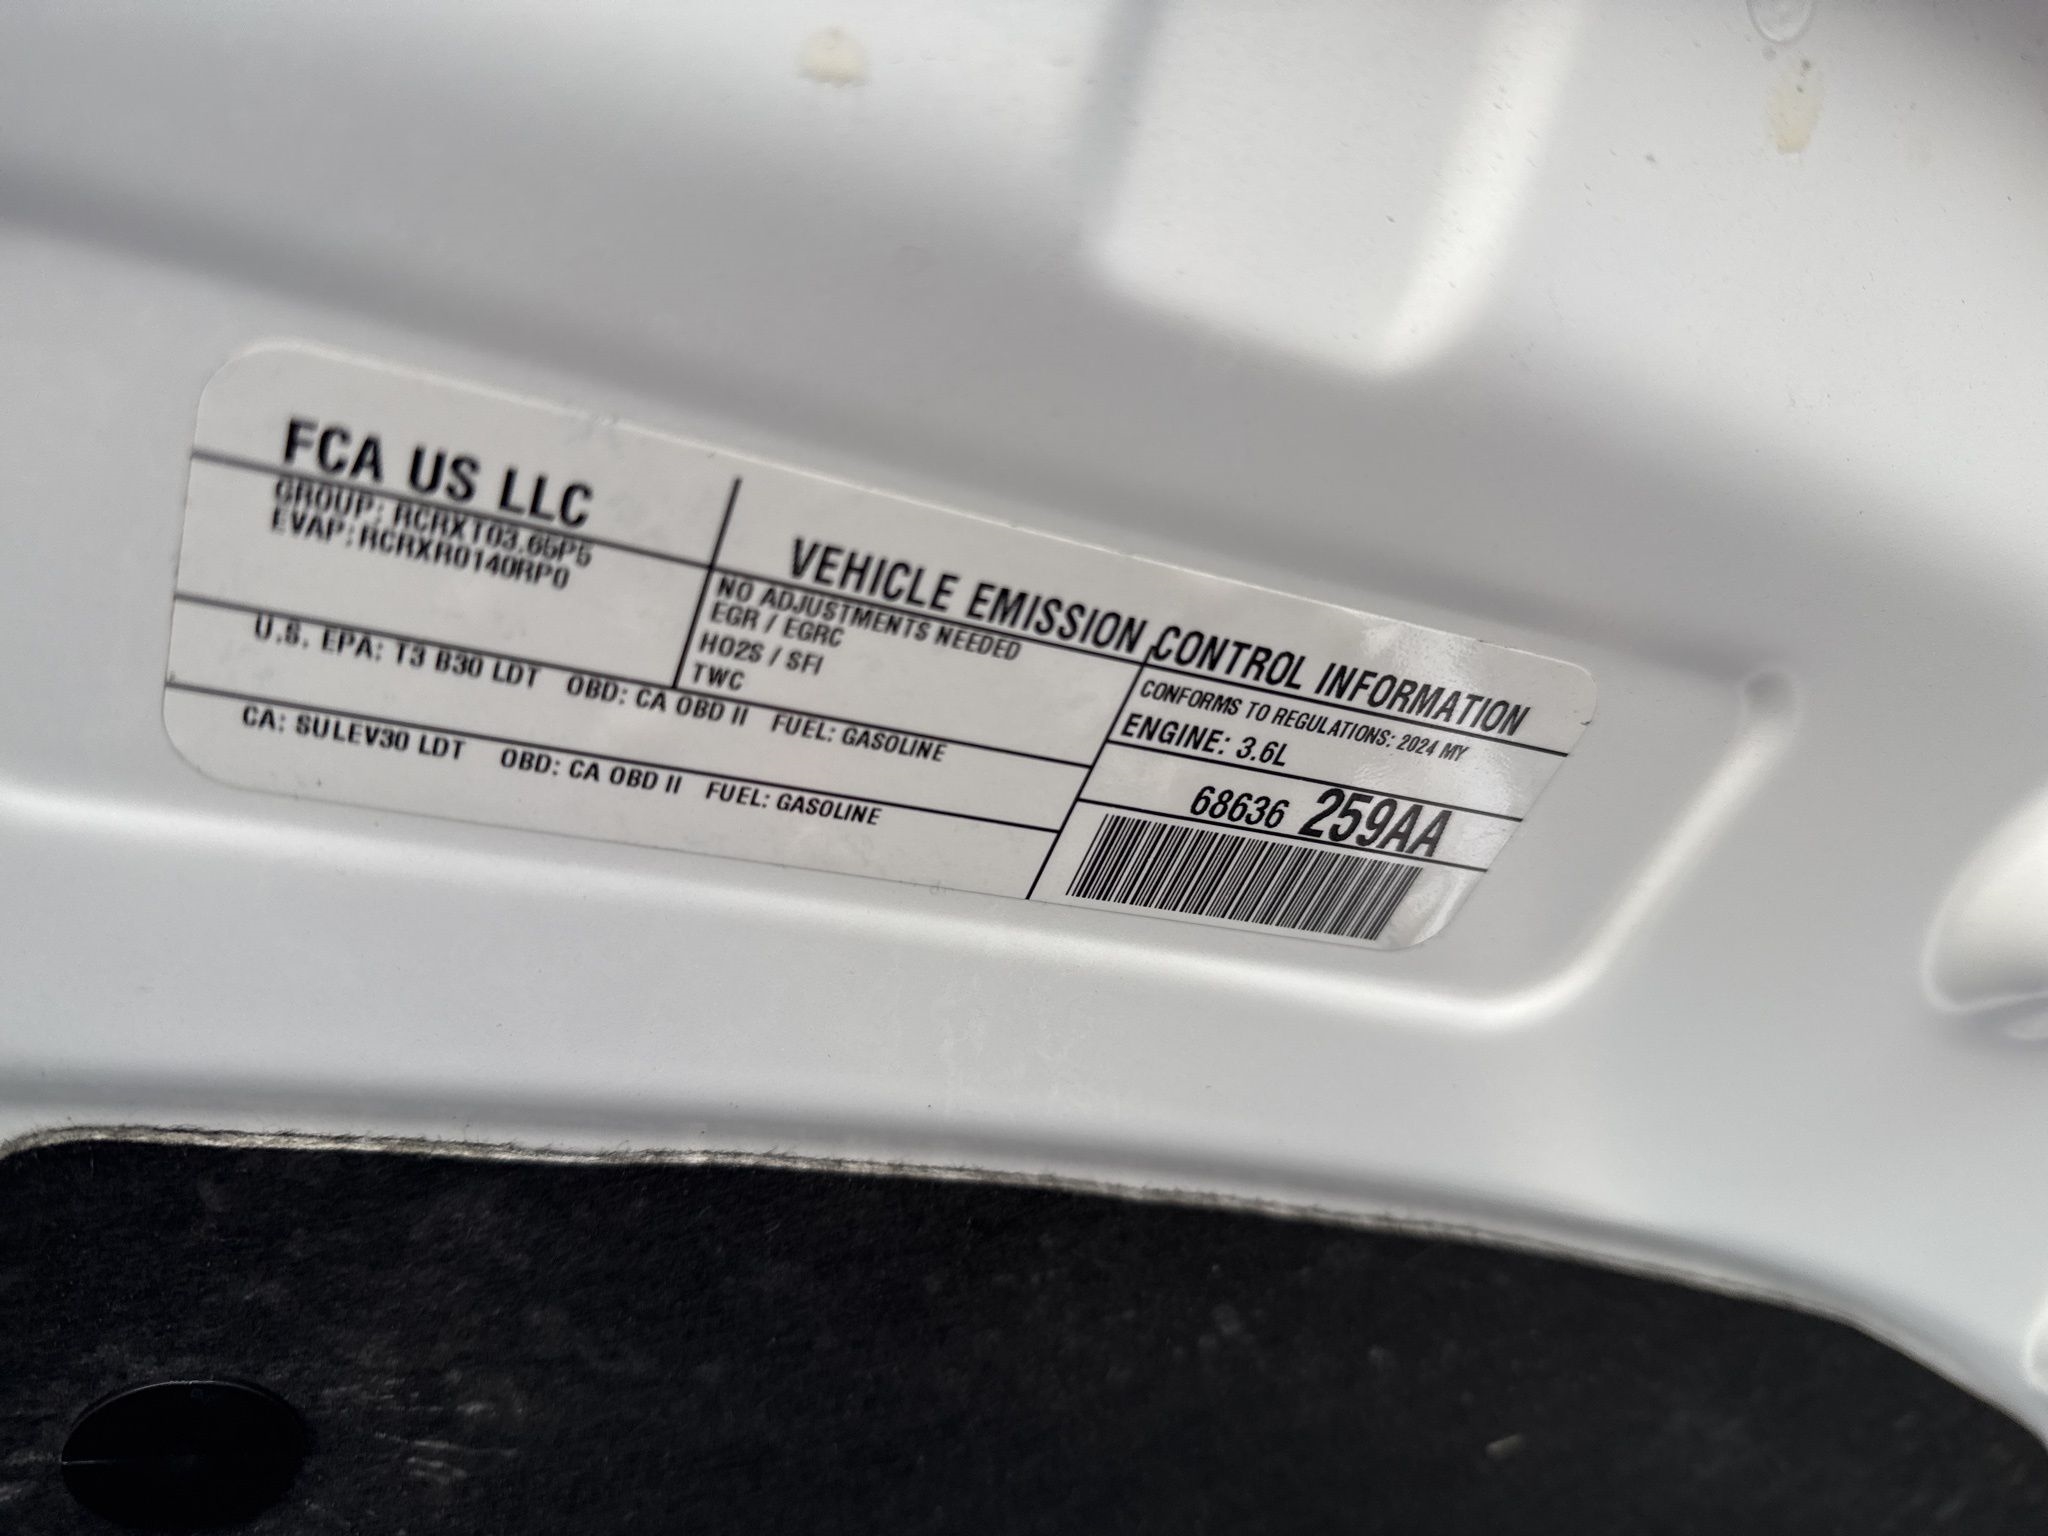 FCA US LLC
GROUP: RCRXT03.65P5
EVAP: RCRXR0140RP0
VEHICLE EMISSION CONTROL INFORMATION
NO ADJUSTMENTS NEEDED
EGR / EGRC
HO2S / SFI
TWC
CONFORMS TO REGULATIONS: 2024 MY
ENGINE: 3.6L
U.S. EPA: T3 B30 LDT OBD: CA OBD II FUEL: GASOLINE
CA: SULEV30 LDT OBD: CA OBD II FUEL: GASOLINE
68636 259AA